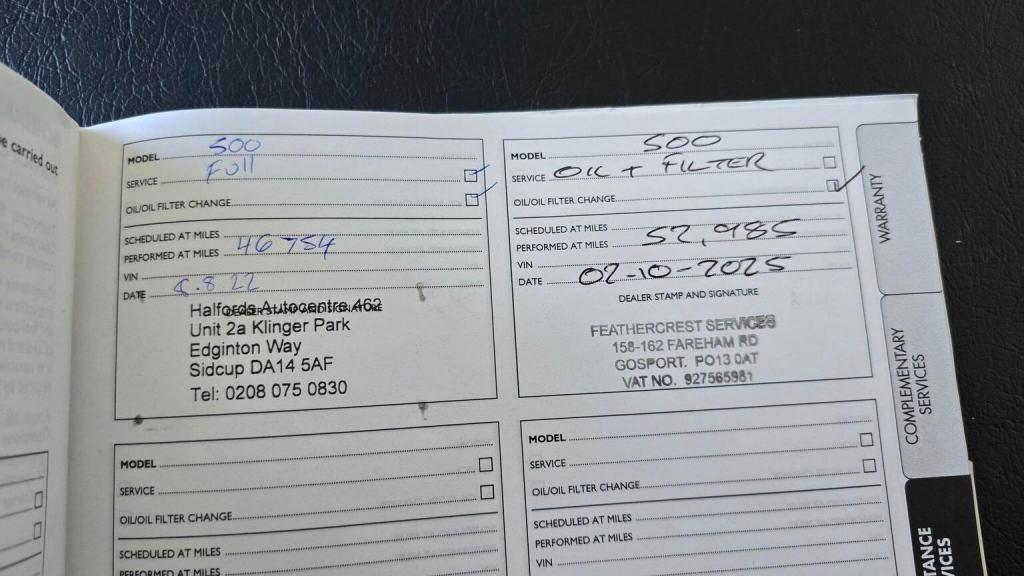 be carried out
MODEL 500
SERVICE Full
OIL/OIL FILTER CHANGE
SCHEDULED AT MILES
PERFORMED AT MILES 46754
VIN
DATE 6.8 22
DEALER STAMP AND SIGNATURE
Halfords Autocentre 462
Unit 2a Klinger Park
Edginton Way
Sidcup DA14 5AF
Tel: 0208 075 0830
MODEL 500
SERVICE OIL + FILTER
OIL/OIL FILTER CHANGE
SCHEDULED AT MILES
PERFORMED AT MILES 52,985
VIN
DATE 02-10-2025
DEALER STAMP AND SIGNATURE
FEATHERCREST SERVICES
158-162 FAREHAM RD
GOSPORT. PO13 0AT
VAT NO. 927565981
MODEL
SERVICE
OIL/OIL FILTER CHANGE
SCHEDULED AT MILES
PERFORMED AT MILES
MODEL
SERVICE
OIL/OIL FILTER CHANGE
SCHEDULED AT MILES
PERFORMED AT MILES
VIN
WARRANTY
COMPLEMENTARY
SERVICES